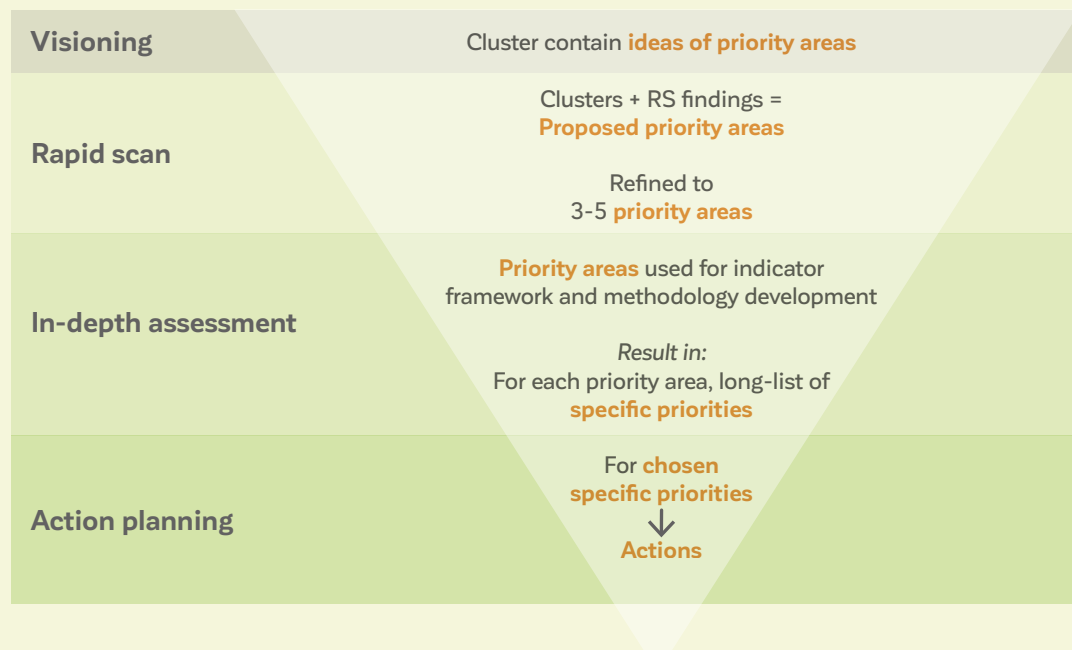 Visioning
Cluster contain ideas of priority areas
Rapid scan
Clusters + RS findings =
Proposed priority areas
Refined to
3-5 priority areas
In-depth assessment
Priority areas used for indicator
framework and methodology development
Result in:
For each priority area, long-list of
specific priorities
Action planning
For chosen
specific priorities
Actions